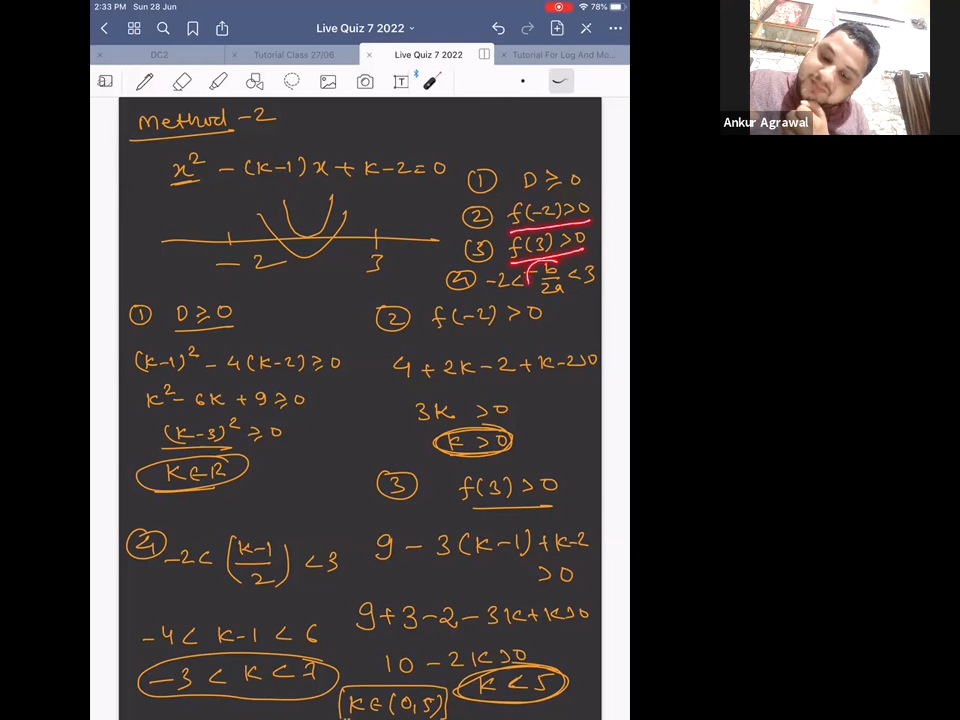 2:33 PM Sun 28 Jun
78%
Live Quiz 7 2022
DC2
Tutorial Class 27/06
Live Quiz 7 2022
Tutorial For Log And Mo...
Method - 2
x² - (k-1)x + k-2 = 0
① D ≥ 0
② f(-2) > 0
③ f(3) > 0
④ -2 < -b/2a < 3
-2 3
① D ≥ 0
(k-1)² - 4(k-2) ≥ 0
k² - 6k + 9 ≥ 0
(k-3)² ≥ 0
k ∈ R
② f(-2) > 0
4 + 2k - 2 + k - 2 > 0
3k > 0
k > 0
③ f(3) > 0
9 - 3(k-1) + k-2
> 0
9 + 3 - 2 - 3k + k > 0
10 - 2k > 0
k < 5
④ -2 < (k-1/2) < 3
-4 < k-1 < 6
-3 < k < 7
k ∈ (0,5)
Ankur Agrawal